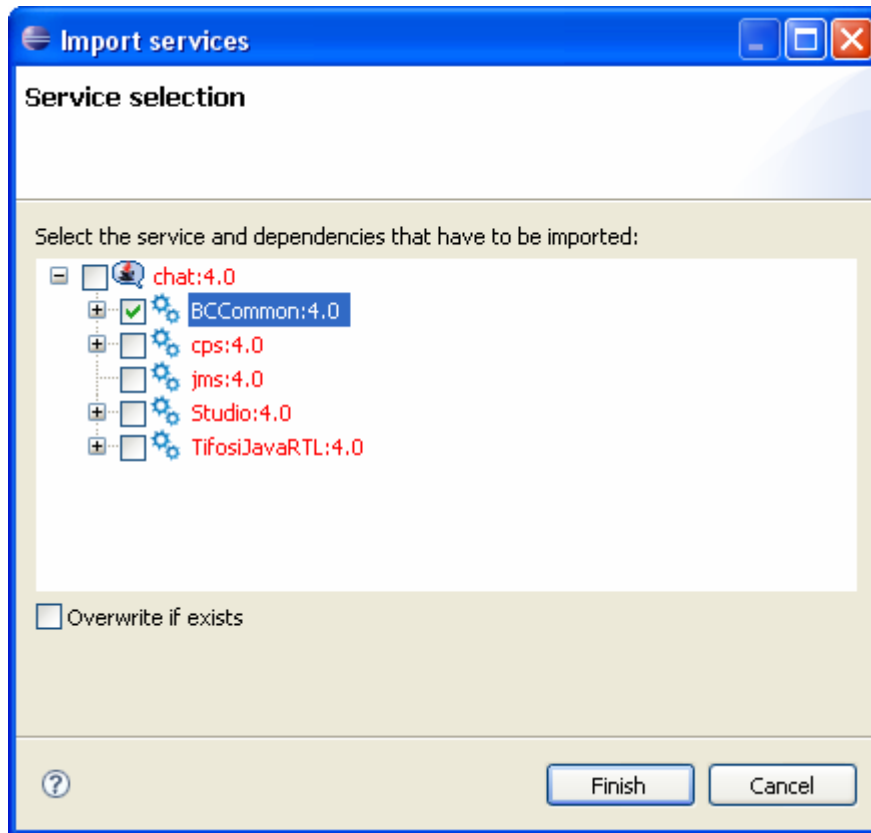 Import services
Service selection
Select the service and dependencies that have to be imported:
chat:4.0
BCCommon:4.0
cps:4.0
jms:4.0
Studio:4.0
TifosiJavaRTL:4.0
Overwrite if exists
? Finish Cancel